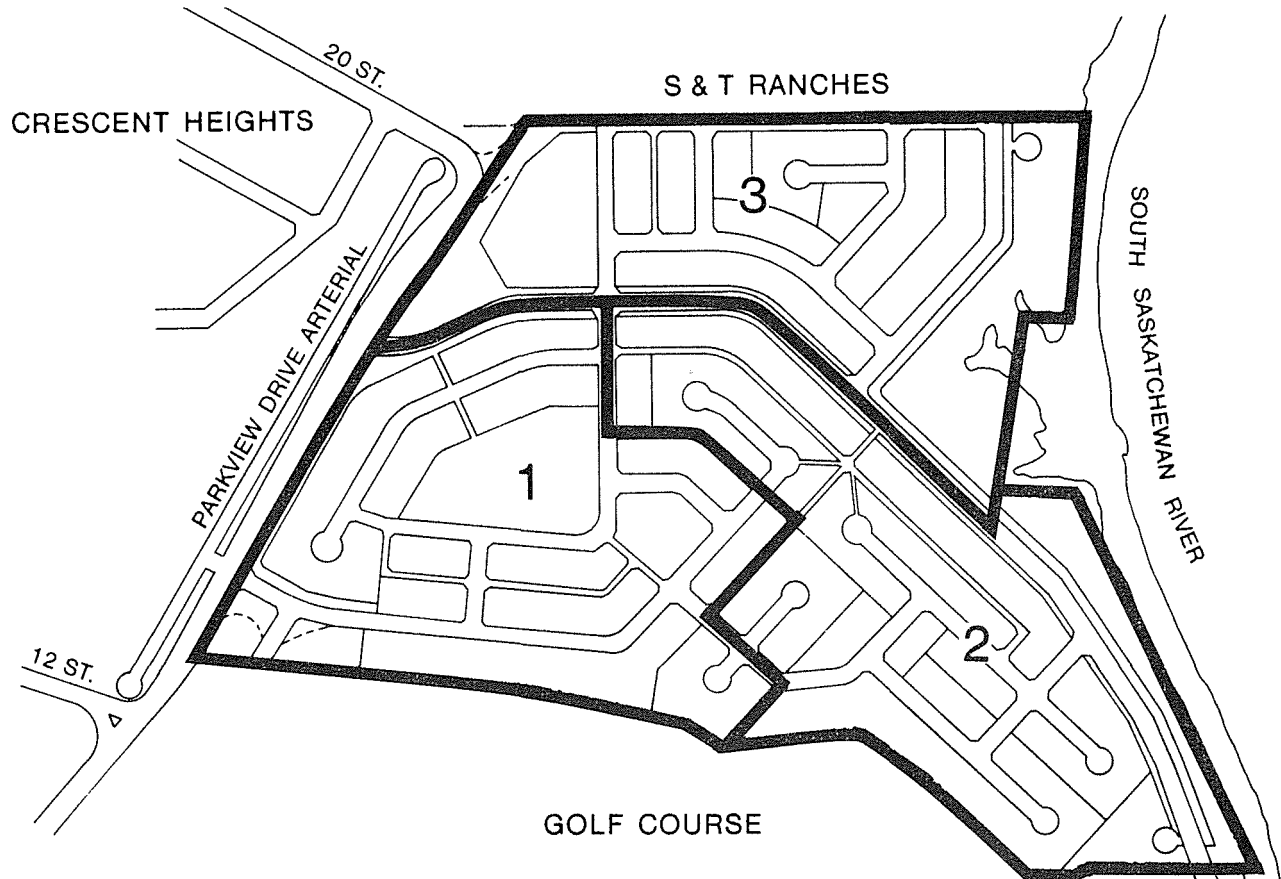 20 ST.
S & T RANCHES
CRESCENT HEIGHTS
3
SOUTH SASKATCHEWAN RIVER
PARKVIEW DRIVE ARTERIAL
1
2
12 ST.
GOLF COURSE